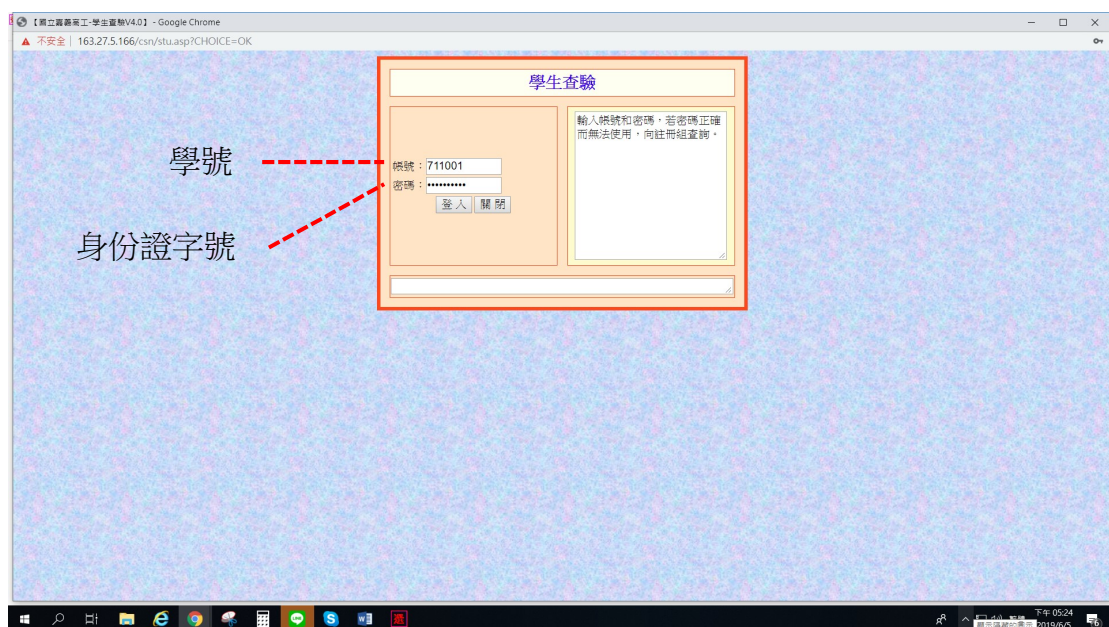 【國立嘉義高工-學生查驗V4.0】 - Google Chrome
不安全 | 163.27.5.166/csn/stu.asp?CHOICE=OK
學生查驗
輸入帳號和密碼，若密碼正確
而無法使用，向註冊組查詢。
學號
帳號：711001
密碼：••••••••••
登入 關閉
身份證字號
下午 05:24
2019/6/5